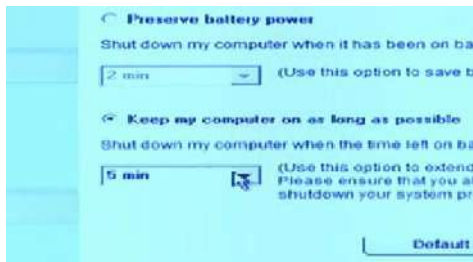 Preserve battery power
Shut down my computer when it has been on ba
2 min
(Use this option to save b
Keep my computer on as long as possible
Shut down my computer when the time left on ba
5 min
(Use this option to extend
Please ensure that you al
shutdown your system pr
Default